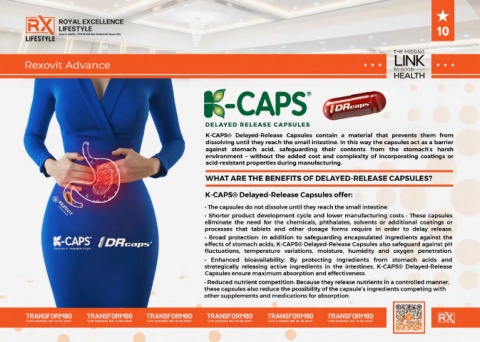 RX
LIFESTYLE
ROYAL EXCELLENCE
LIFESTYLE
10
Rexovit Advance
THE MISSING
LINK
TO GOOD
HEALTH
K-CAPS®
DELAYED RELEASE CAPSULES
DRcaps
K-CAPS® Delayed-Release Capsules contain a material that prevents them from
dissolving until they reach the small intestine. In this way the capsules act as a barrier
against stomach acid, safeguarding their contents from the stomach's harsh
environment – without the added cost and complexity of incorporating coatings or
acid-resistant properties during manufacturing.
WHAT ARE THE BENEFITS OF DELAYED-RELEASE CAPSULES?
K-CAPS® Delayed-Release Capsules offer:
• The capsules do not dissolve until they reach the small intestine.
• Shorter product development cycle and lower manufacturing costs : These capsules
eliminate the need for the chemicals, phthalates, solvents or additional coatings or
processes that tablets and other dosage forms require in order to delay release.
• Broad protection: In addition to safeguarding encapsulated ingredients against the
effects of stomach acids, K-CAPS® Delayed-Release Capsules also safeguard against pH
fluctuations, temperature variations, moisture, humidity and oxygen penetration.
• Enhanced bioavailability: By protecting ingredients from stomach acids and
strategically releasing active ingredients in the intestines, K-CAPS® Delayed-Release
Capsules ensure maximum absorption and effectiveness.
• Reduced nutrient competition: Because they release nutrients in a controlled manner,
these capsules also reduce the possibility of the capsule's ingredients competing with
other supplements and medications for absorption.
K-CAPS® DRcaps®
TRANSFORM80 TRANSFORM80 TRANSFORM80 TRANSFORM80 TRANSFORM80 TRANSFORM80
RX